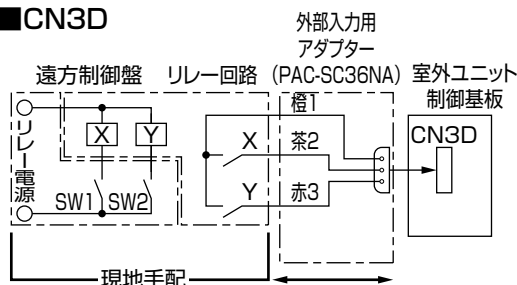 ■CN3D
外部入力用
アダプター
(PAC-SC36NA)
遠方制御盤
リレー回路
室外ユニット
制御基板
リレー電源
X
Y
SW1
SW2
X
Y
橙1
茶2
赤3
CN3D
現地手配